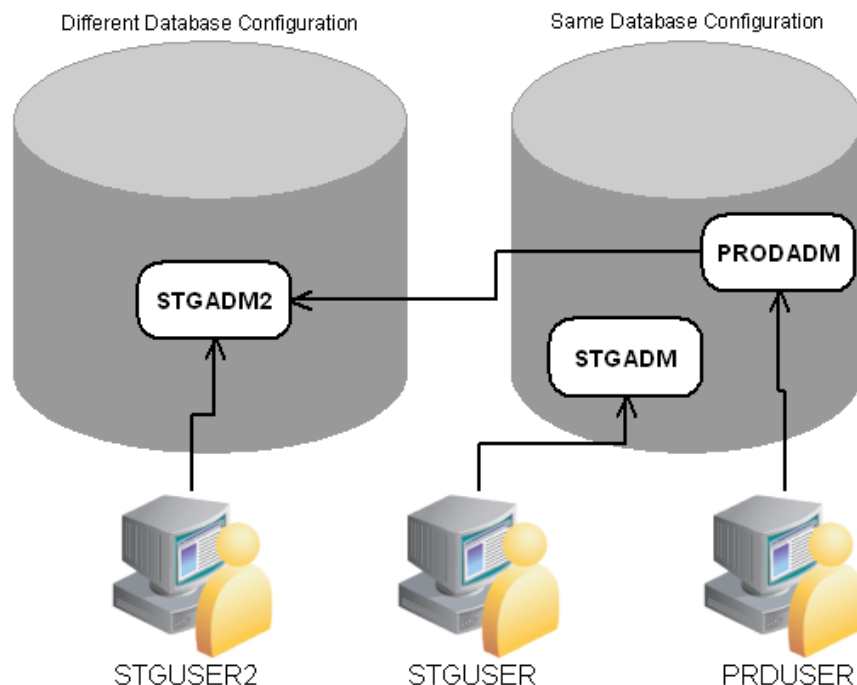 Different Database Configuration
Same Database Configuration
PRODADM
STGADM2
STGADM
STGUSER2
STGUSER
PRDUSER